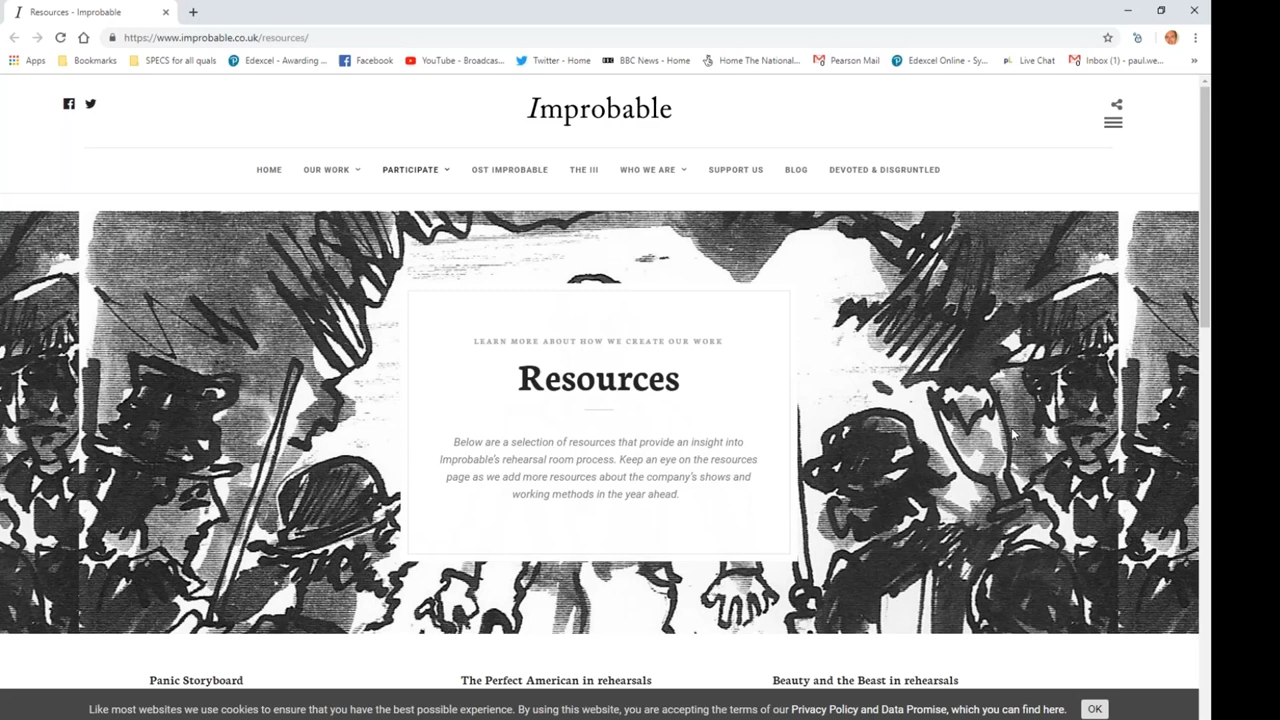 Resources - Improbable
https://www.improbable.co.uk/resources/
Apps Bookmarks SPECS for all quals Edexcel - Awarding ... Facebook YouTube - Broadcas... Twitter - Home BBC News - Home Home The National... Pearson Mail Edexcel Online - Sy... Live Chat Inbox (1) - paul.we... »
Improbable
HOME OUR WORK PARTICIPATE OST IMPROBABLE THE III WHO WE ARE SUPPORT US BLOG DEVOTED & DISGRUNTLED
LEARN MORE ABOUT HOW WE CREATE OUR WORK
Resources
Below are a selection of resources that provide an insight into
Improbable's rehearsal room process. Keep an eye on the resources
page as we add more resources about the company's shows and
working methods in the year ahead.
Panic Storyboard The Perfect American in rehearsals Beauty and the Beast in rehearsals
Like most websites we use cookies to ensure that you have the best possible experience. By using this website, you are accepting the terms of our Privacy Policy and Data Promise, which you can find here. OK